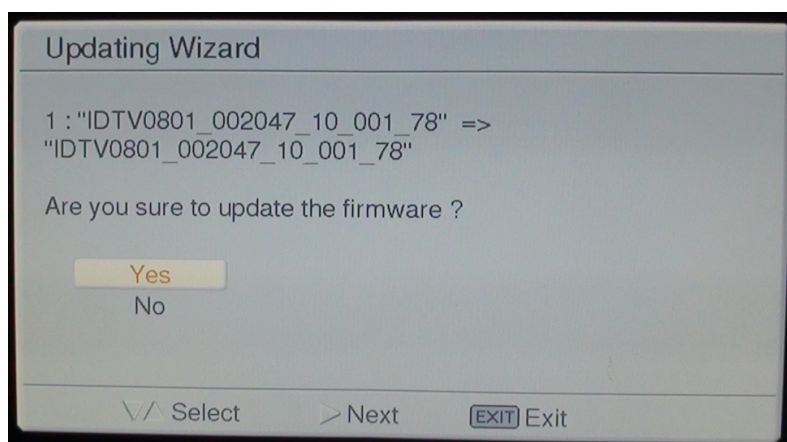 Updating Wizard
1 : "IDTV0801_002047_10_001_78" =>
"IDTV0801_002047_10_001_78"
Are you sure to update the firmware ?
Yes
No
Select Next EXIT Exit